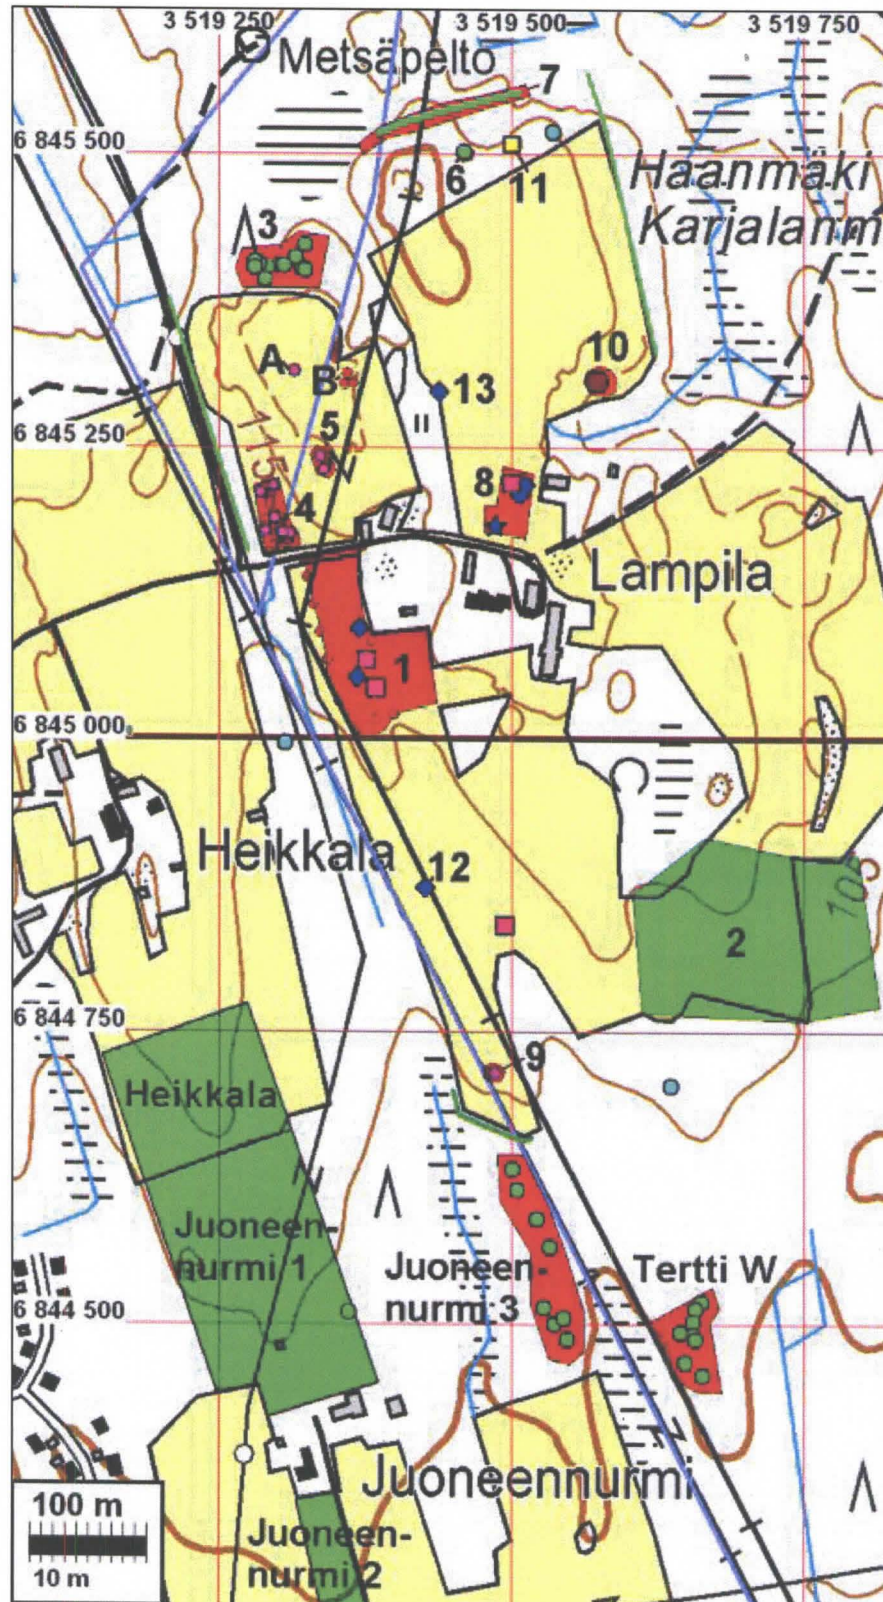 3 519 250
3 519 500
3 519 750
Metsäpelto
7
6 845 500
6
11
Haanmäki
Karjalanm
3
A
B
10
13
5
6 845 250
115
8
4
Lampila
1
6 845 000
Heikkala
12
2
6 844 750
9
Heikkala
Juoneen-
nurmi 1
Juoneen-
nurmi 3
Tertti W
6 844 500
Juoneennurmi
100 m
10 m
Juoneen-
nurmi 2